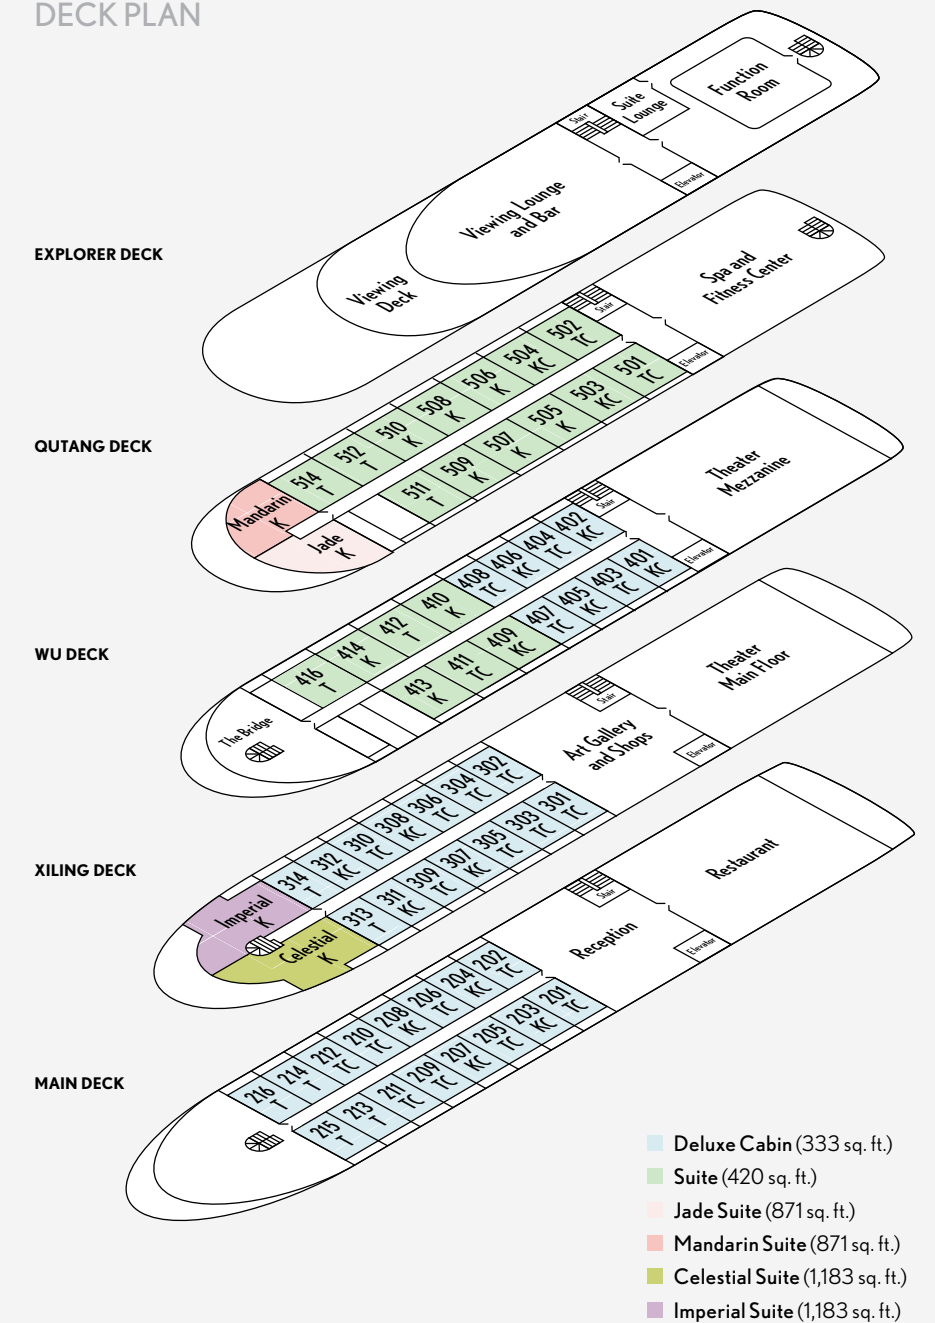 DECK PLAN
EXPLORER DECK
Function
Room
Suite
Lounge
Stair
Elevator
Viewing Lounge
and Bar
Viewing
Deck
QUTANG DECK
Spa and
Fitness Center
Stair
Elevator
502
TC
504
KC
506
K
508
K
510
K
512
T
514
T
501
TC
503
KC
505
K
507
K
509
K
511
T
Mandarin
K
Jade
K
WU DECK
Theater
Mezzanine
Stair
Elevator
402
KC
404
TC
406
KC
408
TC
410
K
412
T
414
K
416
T
401
KC
403
TC
405
KC
407
TC
409
KC
411
TC
413
K
The Bridge
XILING DECK
Theater
Main Floor
Stair
Elevator
Art Gallery
and Shops
302
TC
304
TC
306
TC
308
KC
310
TC
312
KC
314
T
301
TC
303
TC
305
TC
307
KC
309
TC
311
KC
313
T
Imperial
K
Celestial
K
MAIN DECK
Restaurant
Stair
Elevator
Reception
202
TC
204
TC
206
TC
208
KC
210
TC
212
TC
214
T
216
T
201
TC
203
KC
205
TC
207
KC
209
TC
211
TC
213
T
215
T
Deluxe Cabin (333 sq. ft.)
Suite (420 sq. ft.)
Jade Suite (871 sq. ft.)
Mandarin Suite (871 sq. ft.)
Celestial Suite (1,183 sq. ft.)
Imperial Suite (1,183 sq. ft.)